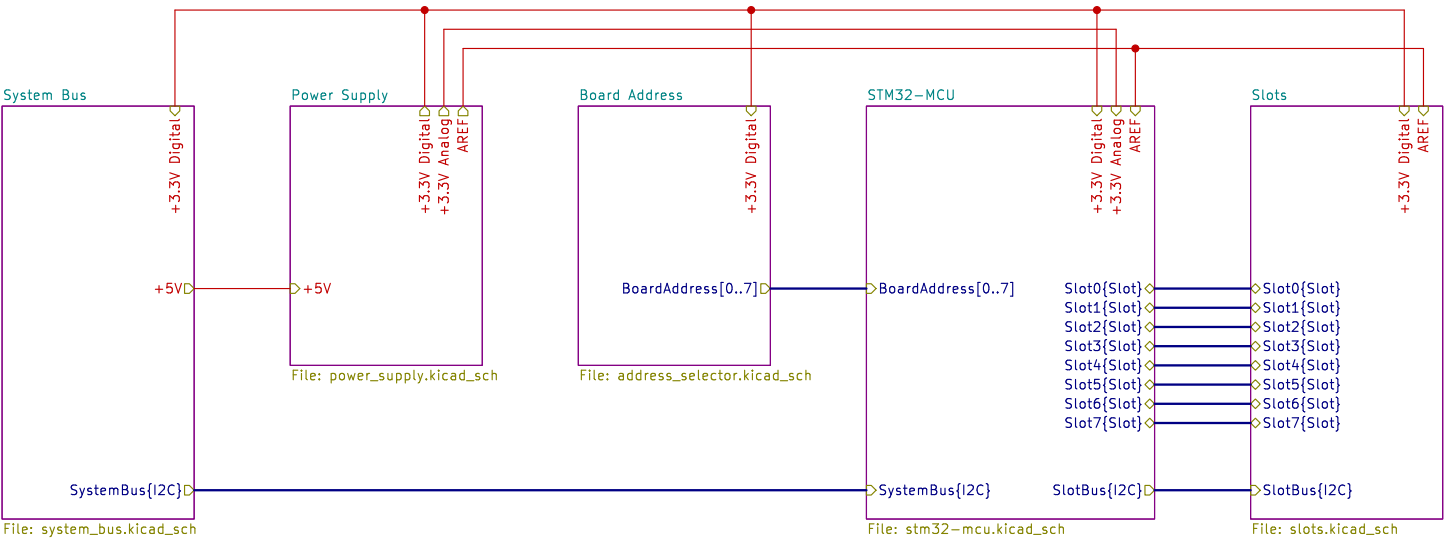 System Bus
+3.3V Digital
+5V
SystemBus{I2C}
File: system_bus.kicad_sch
Power Supply
+3.3V Digital
+3.3V Analog
AREF
+5V
File: power_supply.kicad_sch
Board Address
+3.3V Digital
BoardAddress[0..7]
File: address_selector.kicad_sch
STM32-MCU
+3.3V Digital
+3.3V Analog
AREF
BoardAddress[0..7]
Slot0{Slot}
Slot1{Slot}
Slot2{Slot}
Slot3{Slot}
Slot4{Slot}
Slot5{Slot}
Slot6{Slot}
Slot7{Slot}
SystemBus{I2C}
SlotBus{I2C}
File: stm32-mcu.kicad_sch
Slots
+3.3V Digital
AREF
Slot0{Slot}
Slot1{Slot}
Slot2{Slot}
Slot3{Slot}
Slot4{Slot}
Slot5{Slot}
Slot6{Slot}
Slot7{Slot}
SlotBus{I2C}
File: slots.kicad_sch